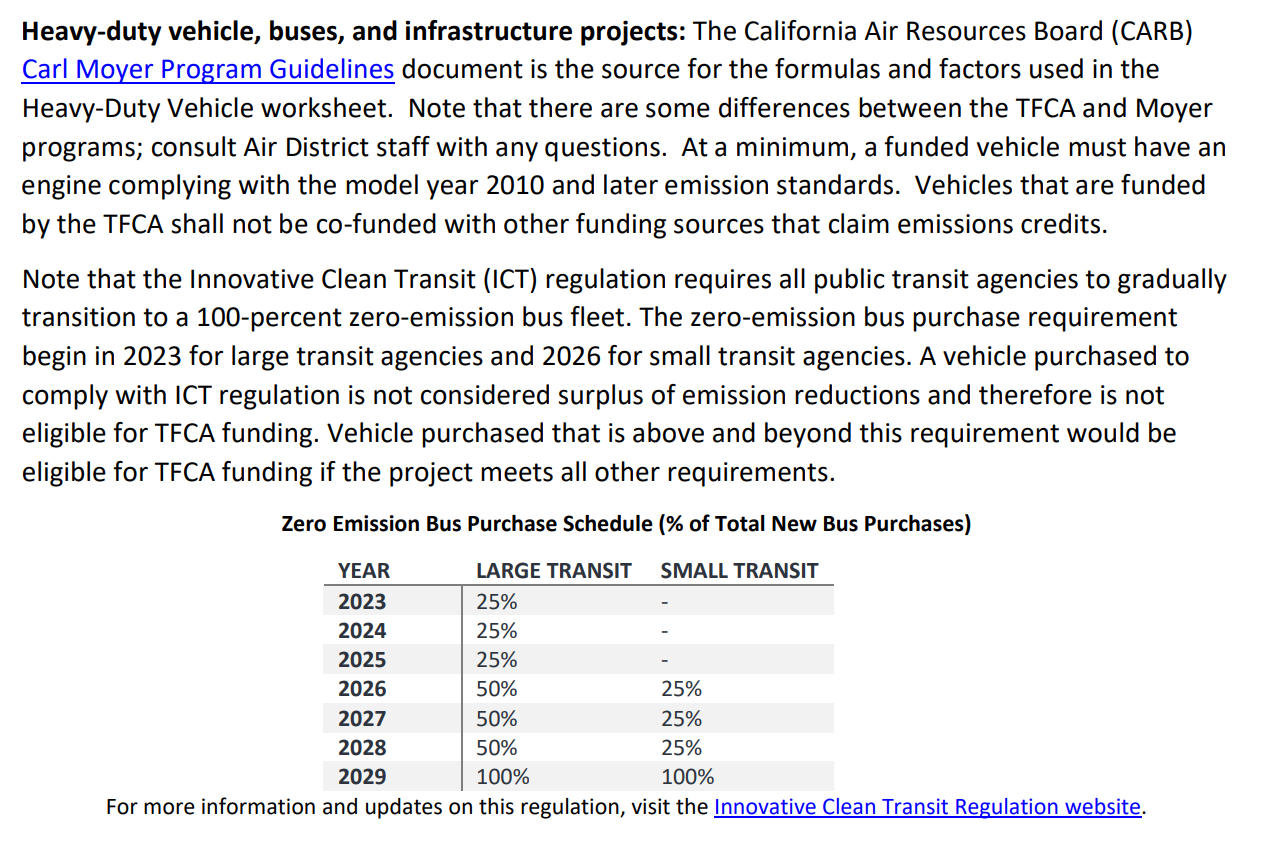 Heavy-duty vehicle, buses, and infrastructure projects: The California Air Resources Board (CARB)
Carl Moyer Program Guidelines document is the source for the formulas and factors used in the
Heavy-Duty Vehicle worksheet.  Note that there are some differences between the TFCA and Moyer
programs; consult Air District staff with any questions.  At a minimum, a funded vehicle must have an
engine complying with the model year 2010 and later emission standards.  Vehicles that are funded
by the TFCA shall not be co-funded with other funding sources that claim emissions credits.
Note that the Innovative Clean Transit (ICT) regulation requires all public transit agencies to gradually
transition to a 100-percent zero-emission bus fleet. The zero-emission bus purchase requirement
begin in 2023 for large transit agencies and 2026 for small transit agencies. A vehicle purchased to
comply with ICT regulation is not considered surplus of emission reductions and therefore is not
eligible for TFCA funding. Vehicle purchased that is above and beyond this requirement would be
eligible for TFCA funding if the project meets all other requirements.
Zero Emission Bus Purchase Schedule (% of Total New Bus Purchases)
YEAR LARGE TRANSIT SMALL TRANSIT
2023 25% -
2024 25% -
2025 25% -
2026 50% 25%
2027 50% 25%
2028 50% 25%
2029 100% 100%
For more information and updates on this regulation, visit the Innovative Clean Transit Regulation website.